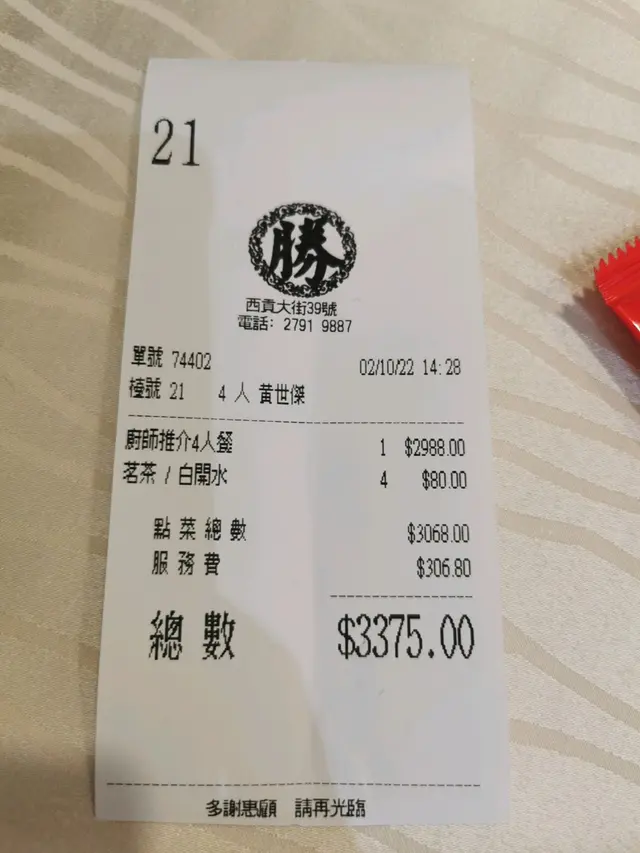 21
勝
西貢大街39號
電話: 2791 9887
單號 74402 02/10/22 14:28
檯號 21 4 人 黄世傑
廚師推介4人餐 1 $2988.00
茗茶 / 白開水 4 $80.00
點菜總數 $3068.00
服務費 $306.80
總數 $3375.00
多謝惠顧 請再光臨